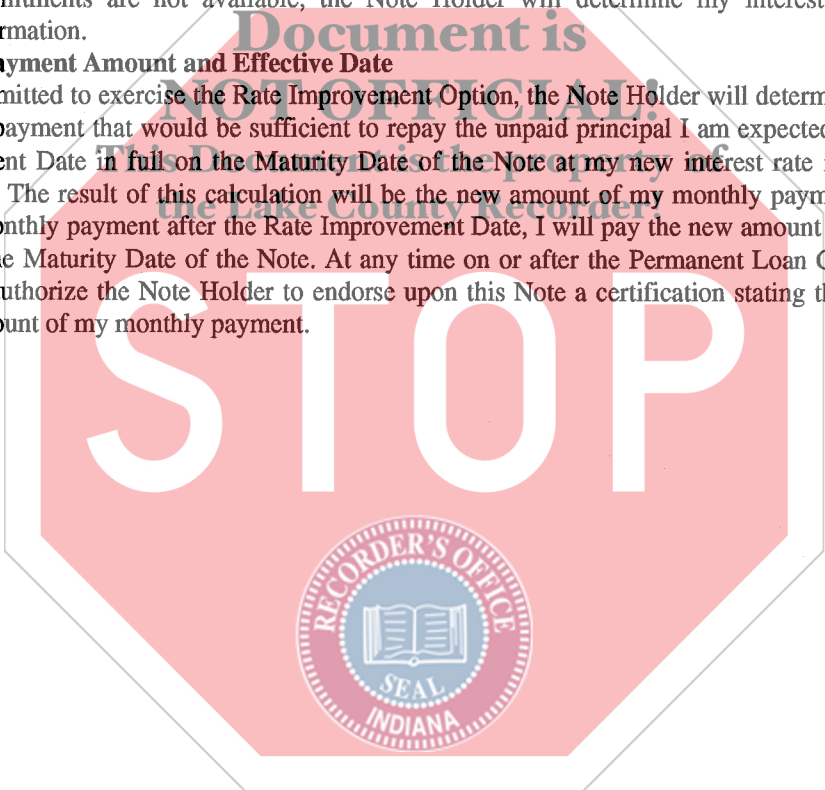 are not available, the Note Holder will determine my interest
rmation.
ayment Amount and Effective Date
mitted to exercise the Rate Improvement Option, the Note Holder will determ
payment that would be sufficient to repay the unpaid principal I am expected
ent Date in full on the Maturity Date of the Note at my new interest rate
The result of this calculation will be the new amount of my monthly paym
onthly payment after the Rate Improvement Date, I will pay the new amount
e Maturity Date of the Note. At any time on or after the Permanent Loan C
uthorize the Note Holder to endorse upon this Note a certification stating th
ount of my monthly payment.
Document is
NOT OFFICIAL!
This Document is the property of
the Lake County Recorder!
STOP
RECORDER'S OFFICE
SEAL
INDIANA